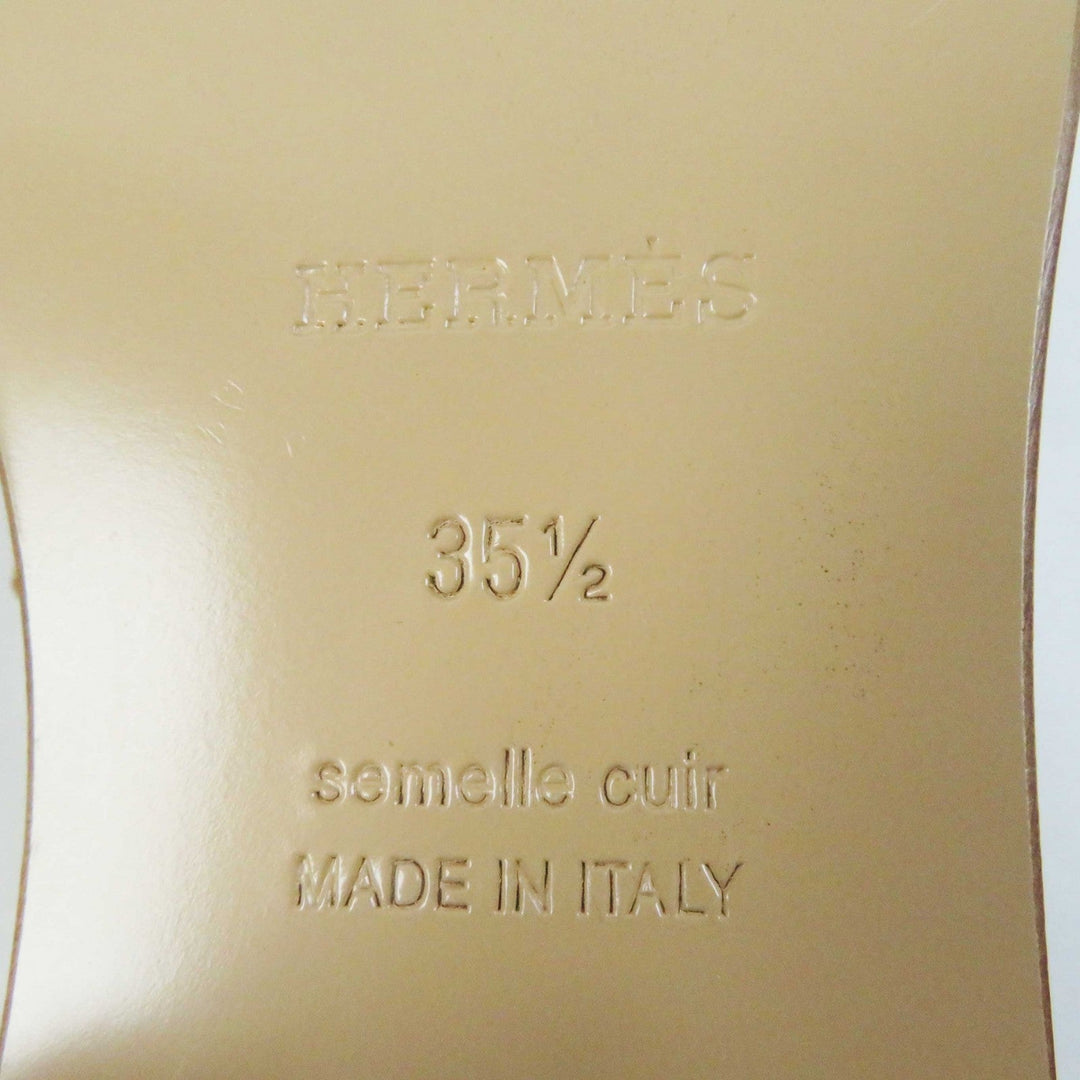 HERMÈS
35½
semelle cuir
MADE IN ITALY